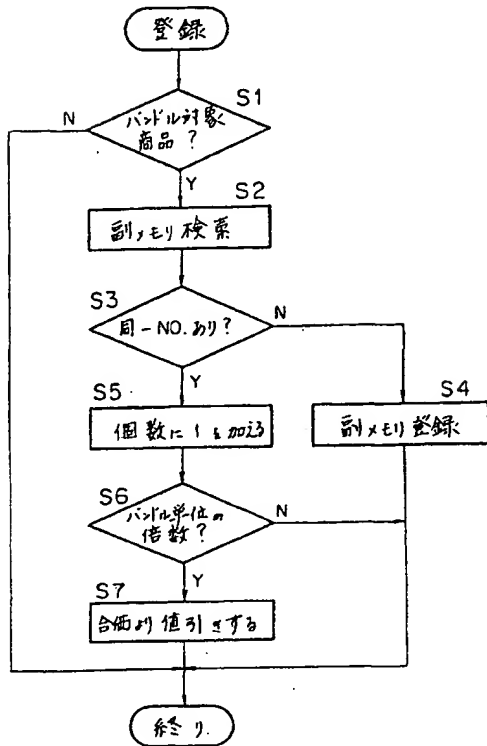 登録
S1
N
バンドル対象
商品?
Y
S2
副メモリ検索
S3
同一NO.あり?
N
Y
S5
個数に1を加える
S4
副メモリ登録
S6
バンドル単位の
倍数?
N
Y
S7
合価より値引きする
終り